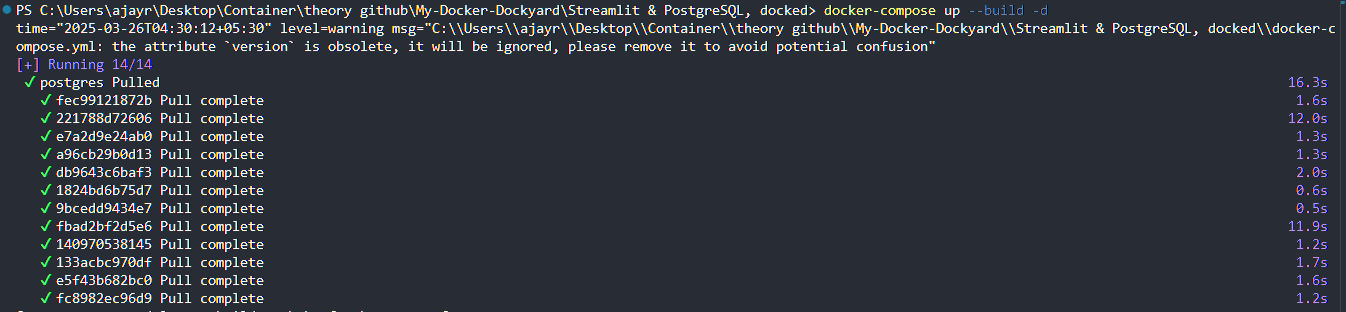 PS C:\Users\ajayr\Desktop\Container\theory github\My-Docker-Dockyard\Streamlit & PostgreSQL, docked> docker-compose up --build -d
time="2025-03-26T04:30:12+05:30" level=warning msg="C:\\Users\\ajayr\\Desktop\\Container\\theory github\\My-Docker-Dockyard\\Streamlit & PostgreSQL, docked\\docker-c
ompose.yml: the attribute `version` is obsolete, it will be ignored, please remove it to avoid potential confusion"
[+] Running 14/14
✔ postgres Pulled 16.3s
✔ fec99121872b Pull complete 1.6s
✔ 221788d72606 Pull complete 12.0s
✔ e7a2d9e24ab0 Pull complete 1.3s
✔ a96cb29b0d13 Pull complete 1.3s
✔ db9643c6baf3 Pull complete 2.0s
✔ 1824bd6b75d7 Pull complete 0.6s
✔ 9bcedd9434e7 Pull complete 0.5s
✔ fbad2bf2d5e6 Pull complete 11.9s
✔ 140970538145 Pull complete 1.2s
✔ 133acbc970df Pull complete 1.7s
✔ e5f43b682bc0 Pull complete 1.6s
✔ fc8982ec96d9 Pull complete 1.2s